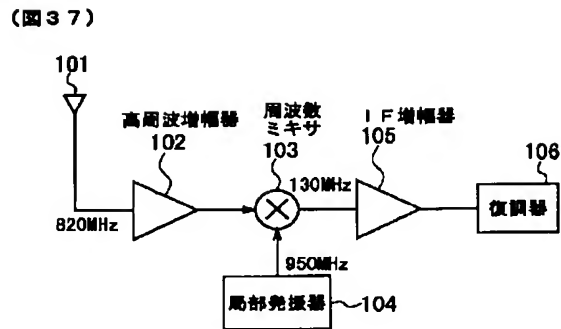 (図37)
101
高周波増幅器
102
周波数
ミキサ
103
IF増幅器
105
106
130MHz
復調器
820MHz
950MHz
局部発振器
104